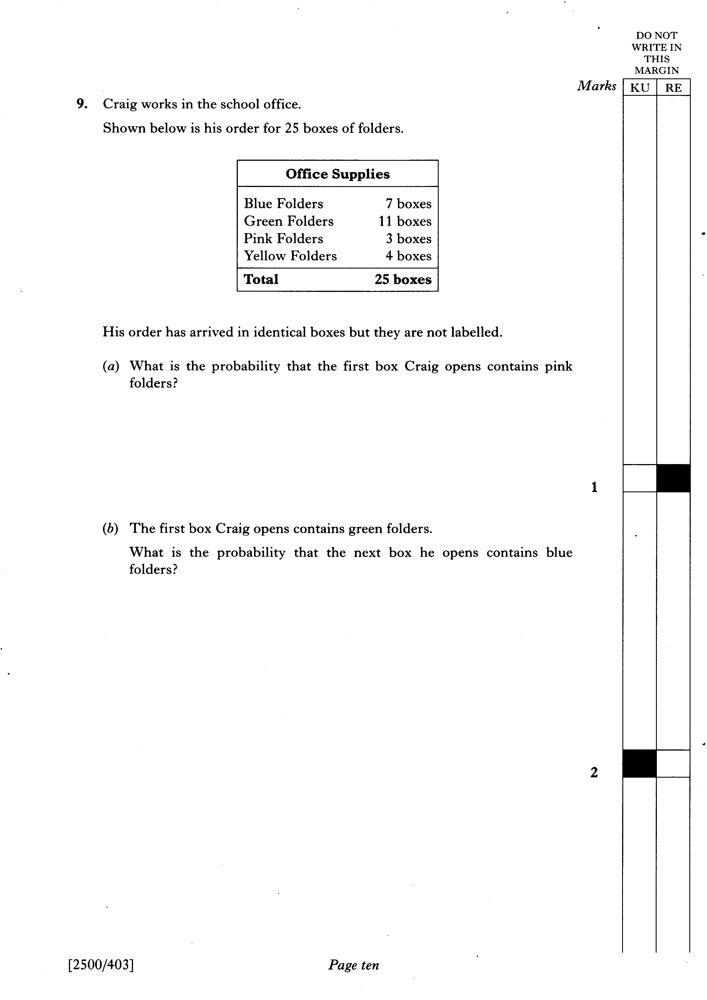 DO NOT
WRITE IN
THIS
MARGIN
Marks KU RE
9. Craig works in the school office.
Shown below is his order for 25 boxes of folders.
Office Supplies
Blue Folders 7 boxes
Green Folders 11 boxes
Pink Folders 3 boxes
Yellow Folders 4 boxes
Total 25 boxes
His order has arrived in identical boxes but they are not labelled.
(a) What is the probability that the first box Craig opens contains pink
folders?
1
(b) The first box Craig opens contains green folders.
What is the probability that the next box he opens contains blue
folders?
2
[2500/403] Page ten